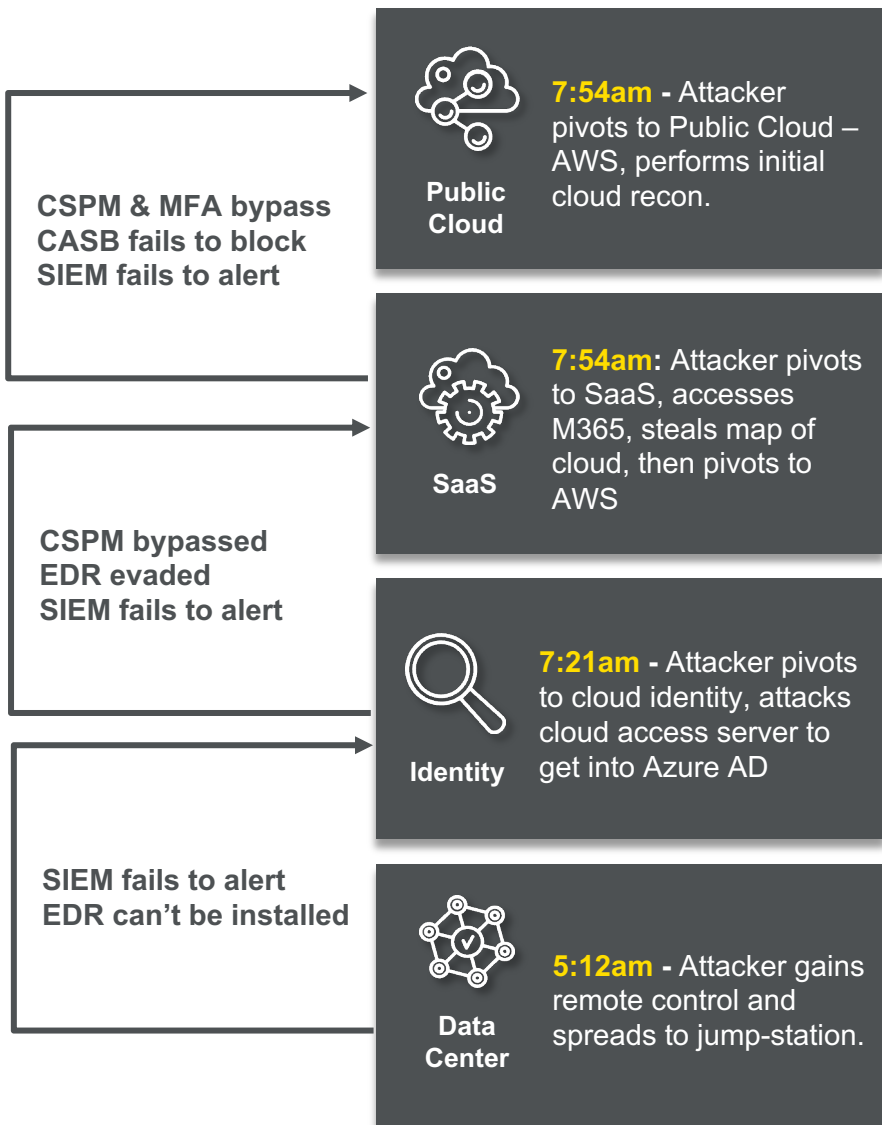 7:54am - Attacker
pivots to Public Cloud –
AWS, performs initial
cloud recon.
Public
Cloud
CSPM & MFA bypass
CASB fails to block
SIEM fails to alert
7:54am: Attacker pivots
to SaaS, accesses
M365, steals map of
cloud, then pivots to
AWS
SaaS
CSPM bypassed
EDR evaded
SIEM fails to alert
7:21am - Attacker pivots
to cloud identity, attacks
cloud access server to
get into Azure AD
Identity
SIEM fails to alert
EDR can’t be installed
5:12am - Attacker gains
remote control and
spreads to jump-station.
Data
Center